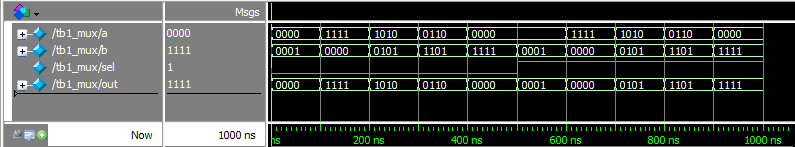 Msgs
/tb1_mux/a 0000 0000 1111 1010 0110 0000 1111 1010 0110 0000
/tb1_mux/b 1111 0001 0000 0101 1101 1111 0001 0000 0101 1101 1111
/tb1_mux/sel 1
/tb1_mux/out 1111 0000 1111 1010 0110 0000 0001 0000 0101 1101 1111
Now 1000 ns ns 200 ns 400 ns 600 ns 800 ns 1000 ns